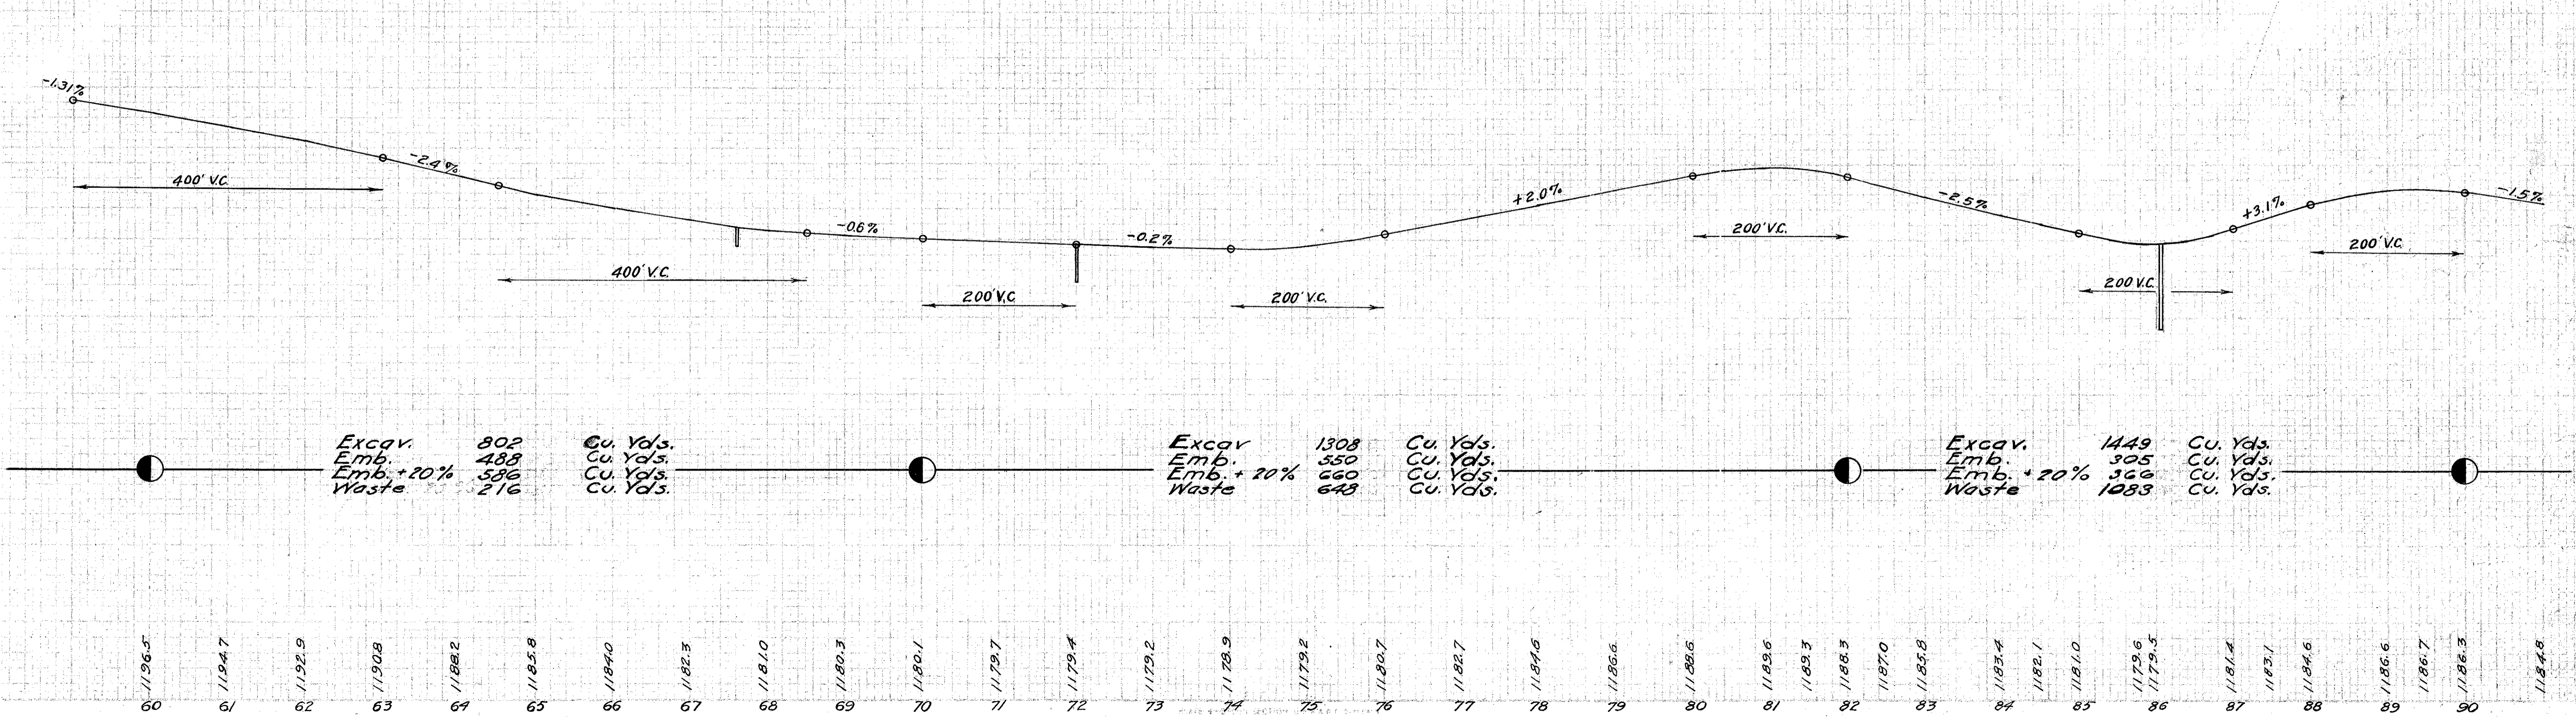 -1.31%
-2.4%
400' V.C.
-0.6%
400' V.C.
-0.2%
200' V.C.
200' V.C.
+2.0%
200' V.C.
-2.5%
200 V.C.
+3.1%
200' V.C.
-1.5%
Excav. 802 Cu. Yds.
Emb. 488 Cu. Yds.
Emb. +20% 586 Cu. Yds.
Waste 216 Cu. Yds.
Excav 1308 Cu. Yds.
Emb. 550 Cu. Yds.
Emb. + 20% 660 Cu. Yds.
Waste 648 Cu. Yds.
Excav. 1449 Cu. Yds.
Emb. 305 Cu. Yds.
Emb. + 20% 366 Cu. Yds.
Waste 1083 Cu. Yds.
1196.5 1194.7 1192.9 1190.8 1188.2 1185.8 1184.0 1182.3 1181.0 1180.3 1180.1 1179.7 1179.4 1179.2 1178.9 1179.2 1180.7 1182.7 1184.6 1186.6 1188.6 1189.6 1189.3 1188.3 1187.0 1185.8 1183.4 1182.1 1181.0 1179.6 1179.5 1181.4 1183.1 1184.6 1186.6 1186.7 1186.3 1184.8
60 61 62 63 64 65 66 67 68 69 70 71 72 73 74 75 76 77 78 79 80 81 82 83 84 85 86 87 88 89 90